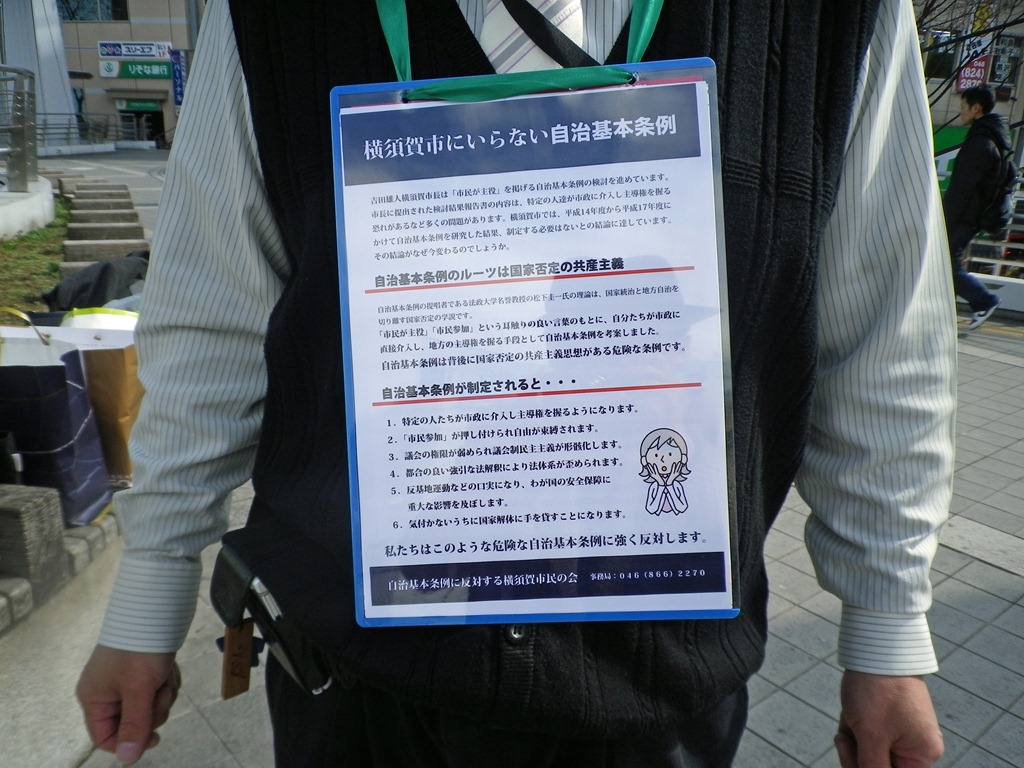 スリーエフ
りそな銀行
046
(824)
2874
横須賀市にいらない自治基本条例
吉田雄人横須賀市長は「市民が主役」を掲げる自治基本条例の検討を進めています。
市長に提出された検討結果報告書の内容は、特定の人達が市政に介入し主導権を握る
恐れがあるなど多くの問題があります。横須賀市では、平成14年度から平成17年度に
かけて自治基本条例を研究した結果、制定する必要はないとの結論に達しています。
その結論がなぜ今変わるのでしょうか。
自治基本条例のルーツは国家否定の共産主義
自治基本条例の提唱者である法政大学名誉教授の松下圭一氏の理論は、国家統治と地方自治を
切り離す国家否定の学説です。
「市民が主役」「市民参加」という耳触りの良い言葉のもとに、自分たちが市政に
直接介入し、地方の主導権を握る手段として自治基本条例を考案しました。
自治基本条例は背後に国家否定の共産主義思想がある危険な条例です。
自治基本条例が制定されると・・・
1．特定の人たちが市政に介入し主導権を握るようになります。
2．「市民参加」が押し付けられ自由が束縛されます。
3．議会の権限が弱められ議会制民主主義が形骸化します。
4．都合の良い強引な法解釈により法体系が歪められます。
5．反基地運動などの口実になり、わが国の安全保障に
重大な影響を及ぼします。
6．気付かないうちに国家解体に手を貸すことになります。
私たちはこのような危険な自治基本条例に強く反対します。
自治基本条例に反対する横須賀市民の会 事務局：046（866）2270